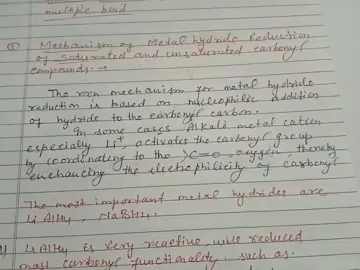 multiple bond
① Mechanism of Metal hydride Reduction
of Saturated and unsaturated carbonyl
compounds. →
The mechanism for metal hydride
reduction is based on nucleophilic addition
of hydride to the carbonyl carbon.
In some cases, Alkali metal cation
especially Li⁺, activates the carbonyl group
by coordinating to the >C=O, oxygen, thereby
enhancing the electrophilicity of carbonyl
The most important metal hydrides are
LiAlH4, NaBH4.
LiAlH4 is very reactive, will reduced
most carbonyl functionality, such as.